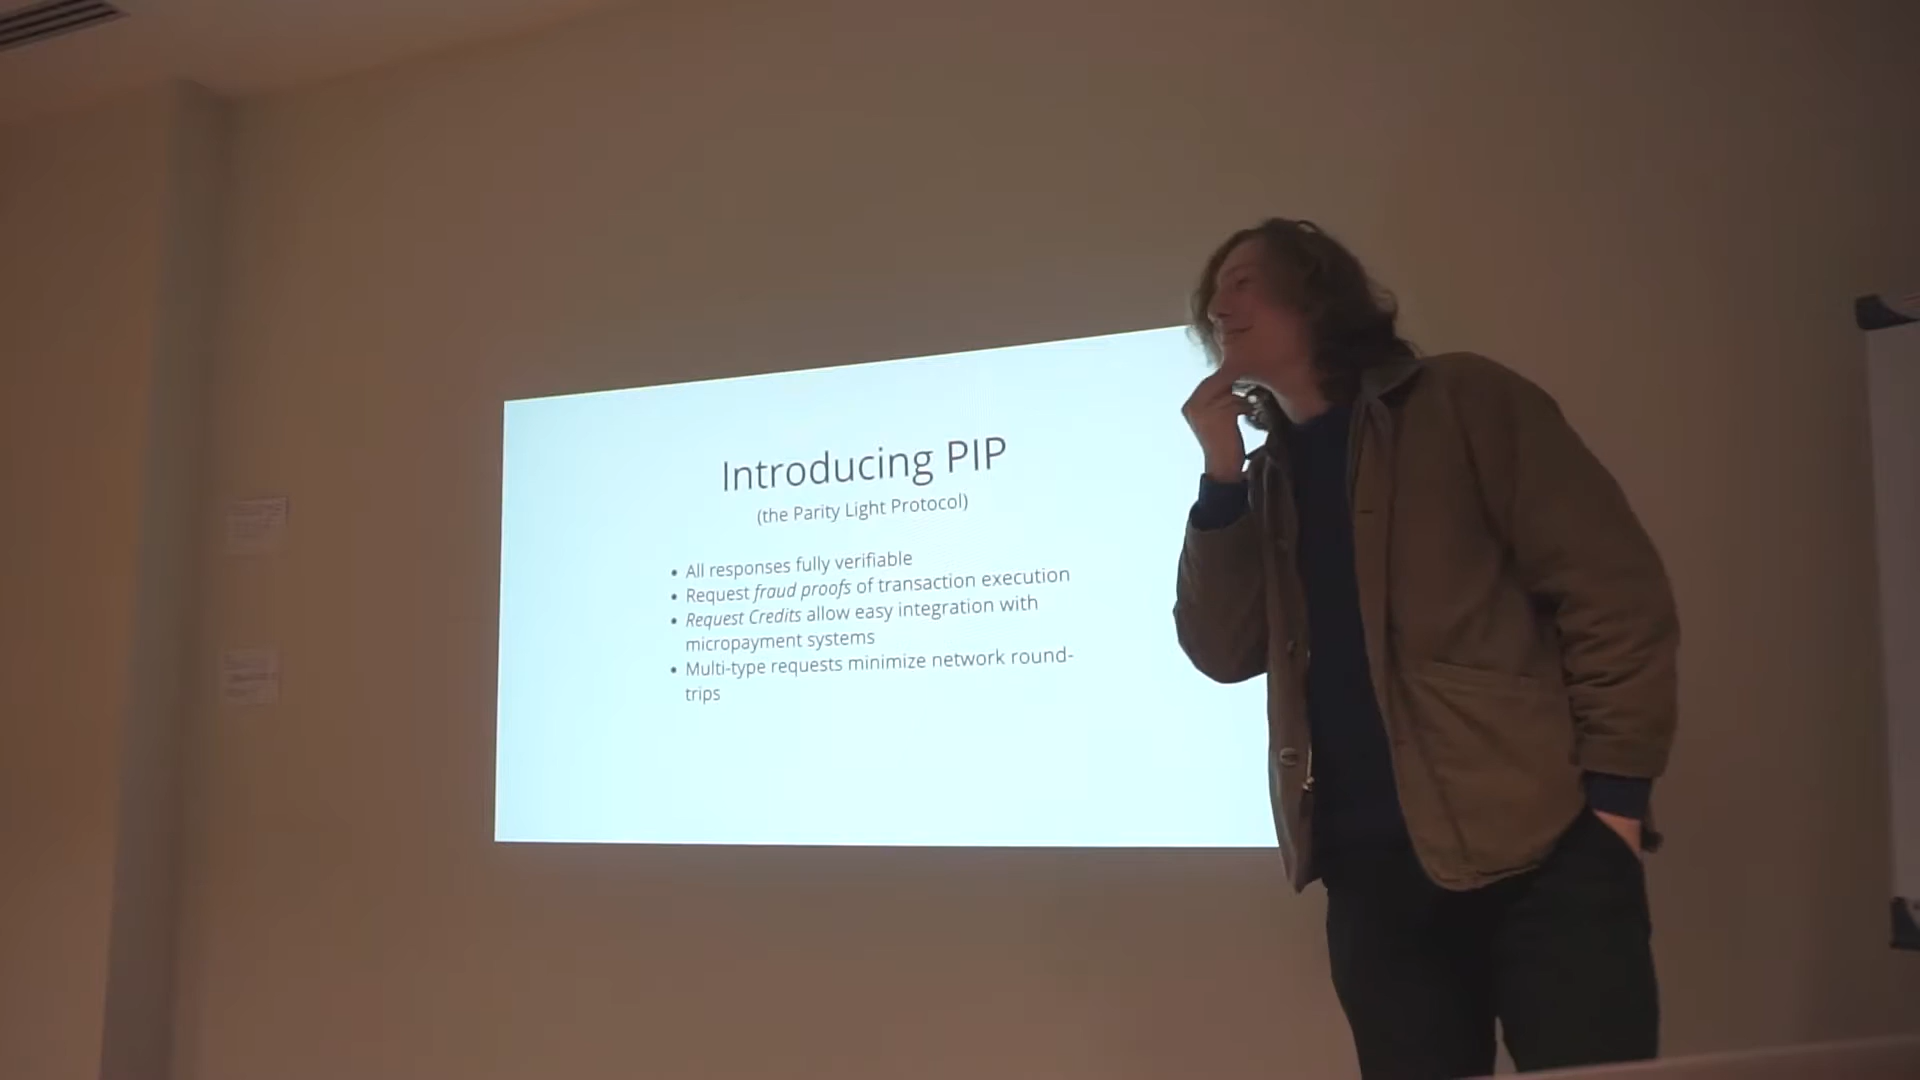 Introducing PIP
(the Parity Light Protocol)
• All responses fully verifiable
• Request fraud proofs of transaction execution
• Request Credits allow easy integration with
micropayment systems
• Multi-type requests minimize network round-
trips